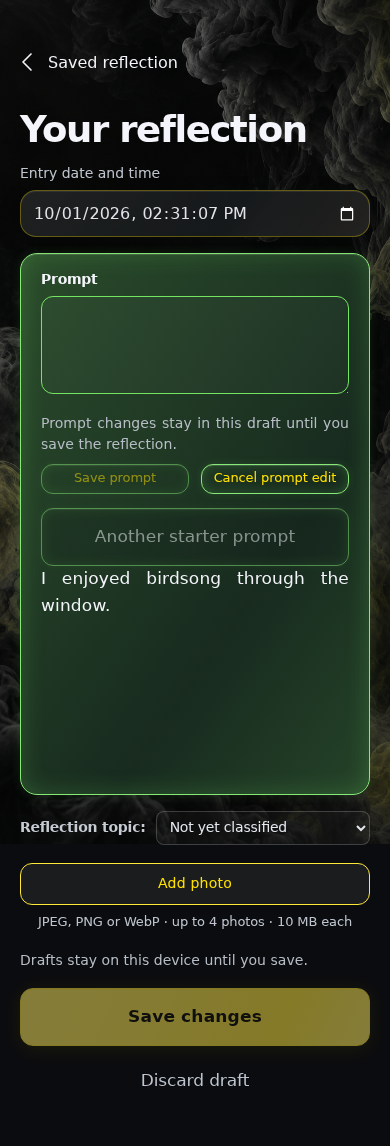 Saved reflection
Your reflection
Entry date and time
10/01/2026, 02:31:07 PM
Prompt
Prompt changes stay in this draft until you
save the reflection.
Save prompt
Cancel prompt edit
Another starter prompt
I enjoyed birdsong through the
window.
Reflection topic:
Not yet classified
Add photo
JPEG, PNG or WebP · up to 4 photos · 10 MB each
Drafts stay on this device until you save.
Save changes
Discard draft